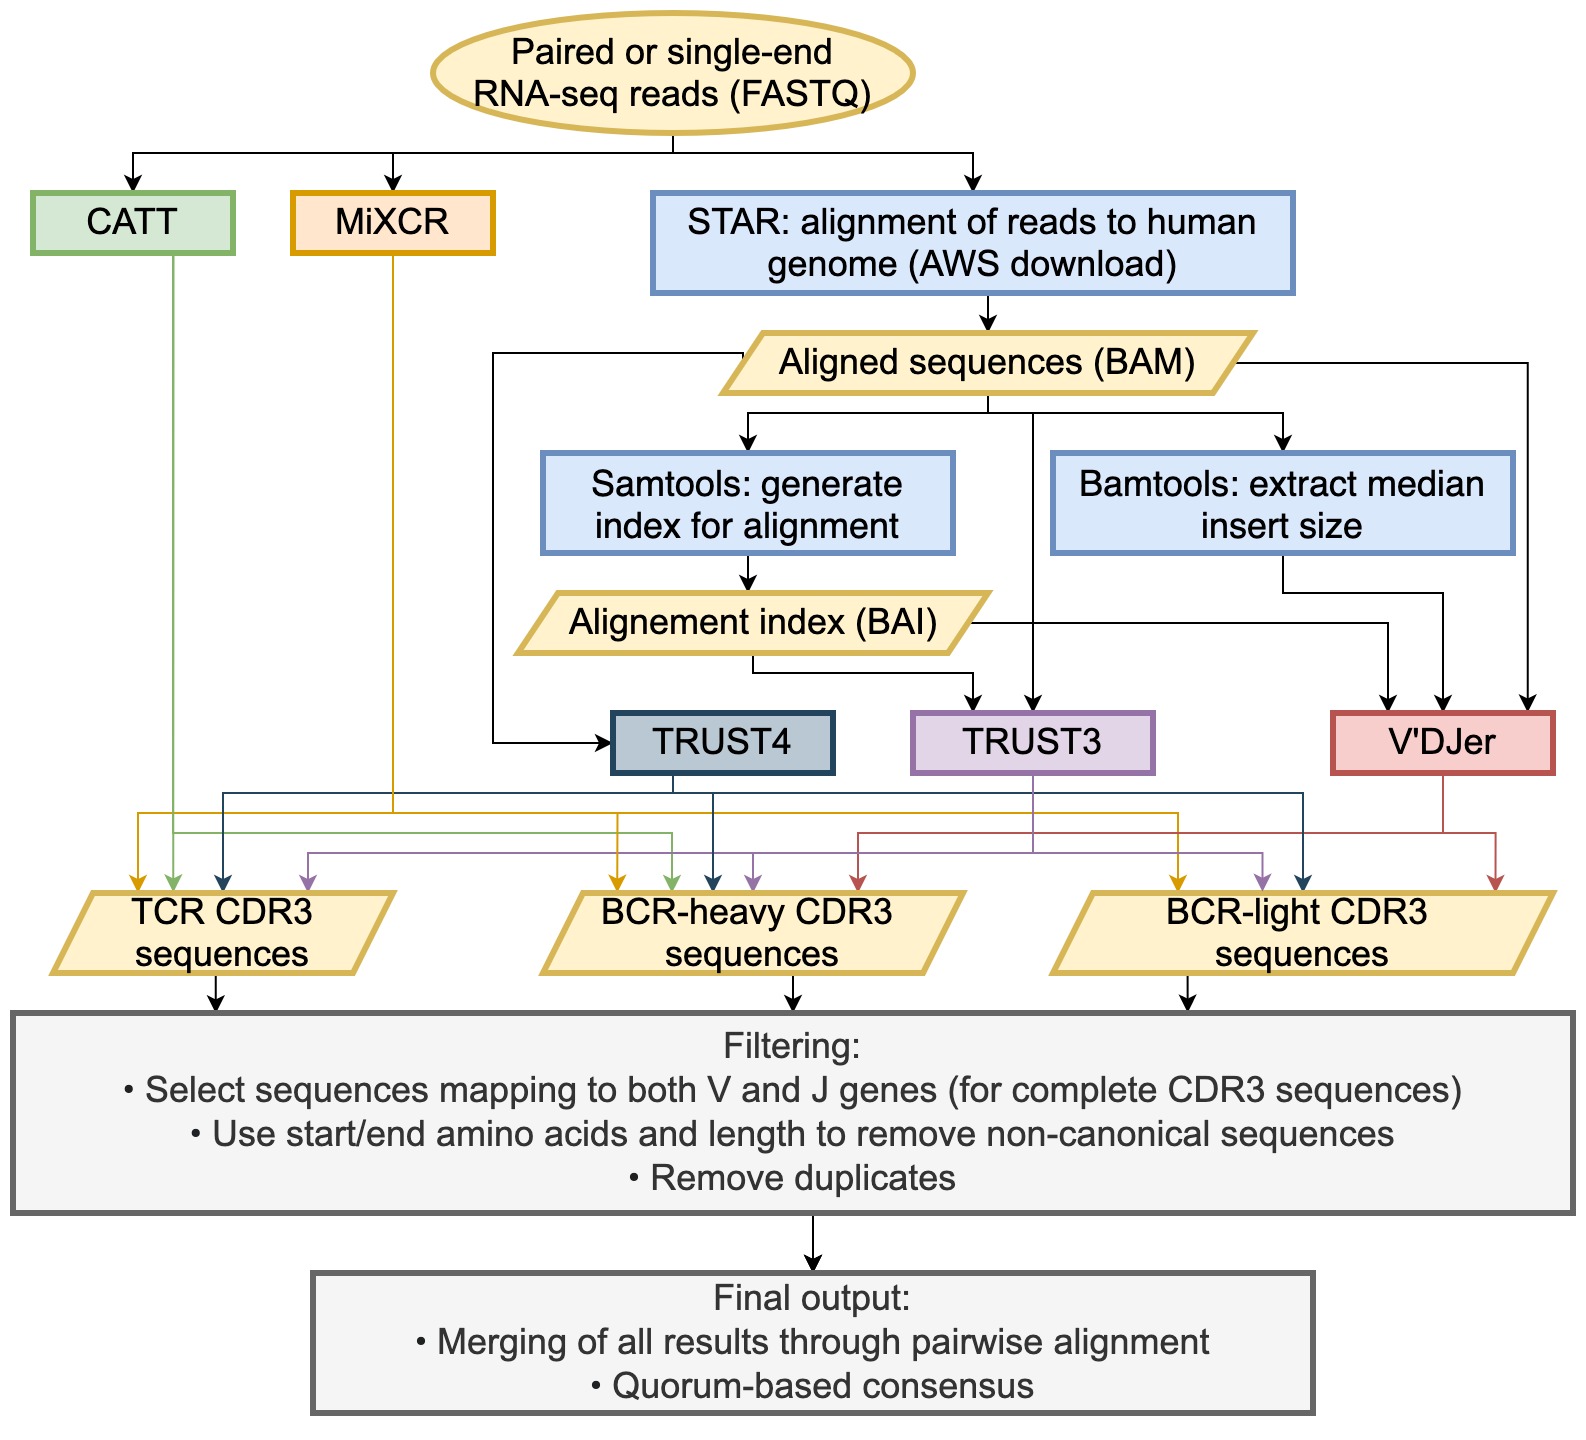 Paired or single-end
RNA-seq reads (FASTQ)
CATT
MiXCR
STAR: alignment of reads to human
genome (AWS download)
Aligned sequences (BAM)
Samtools: generate
index for alignment
Bamtools: extract median
insert size
Alignement index (BAI)
TRUST4
TRUST3
V'DJer
TCR CDR3
sequences
BCR-heavy CDR3
sequences
BCR-light CDR3
sequences
Filtering:
• Select sequences mapping to both V and J genes (for complete CDR3 sequences)
• Use start/end amino acids and length to remove non-canonical sequences
• Remove duplicates
Final output:
• Merging of all results through pairwise alignment
• Quorum-based consensus